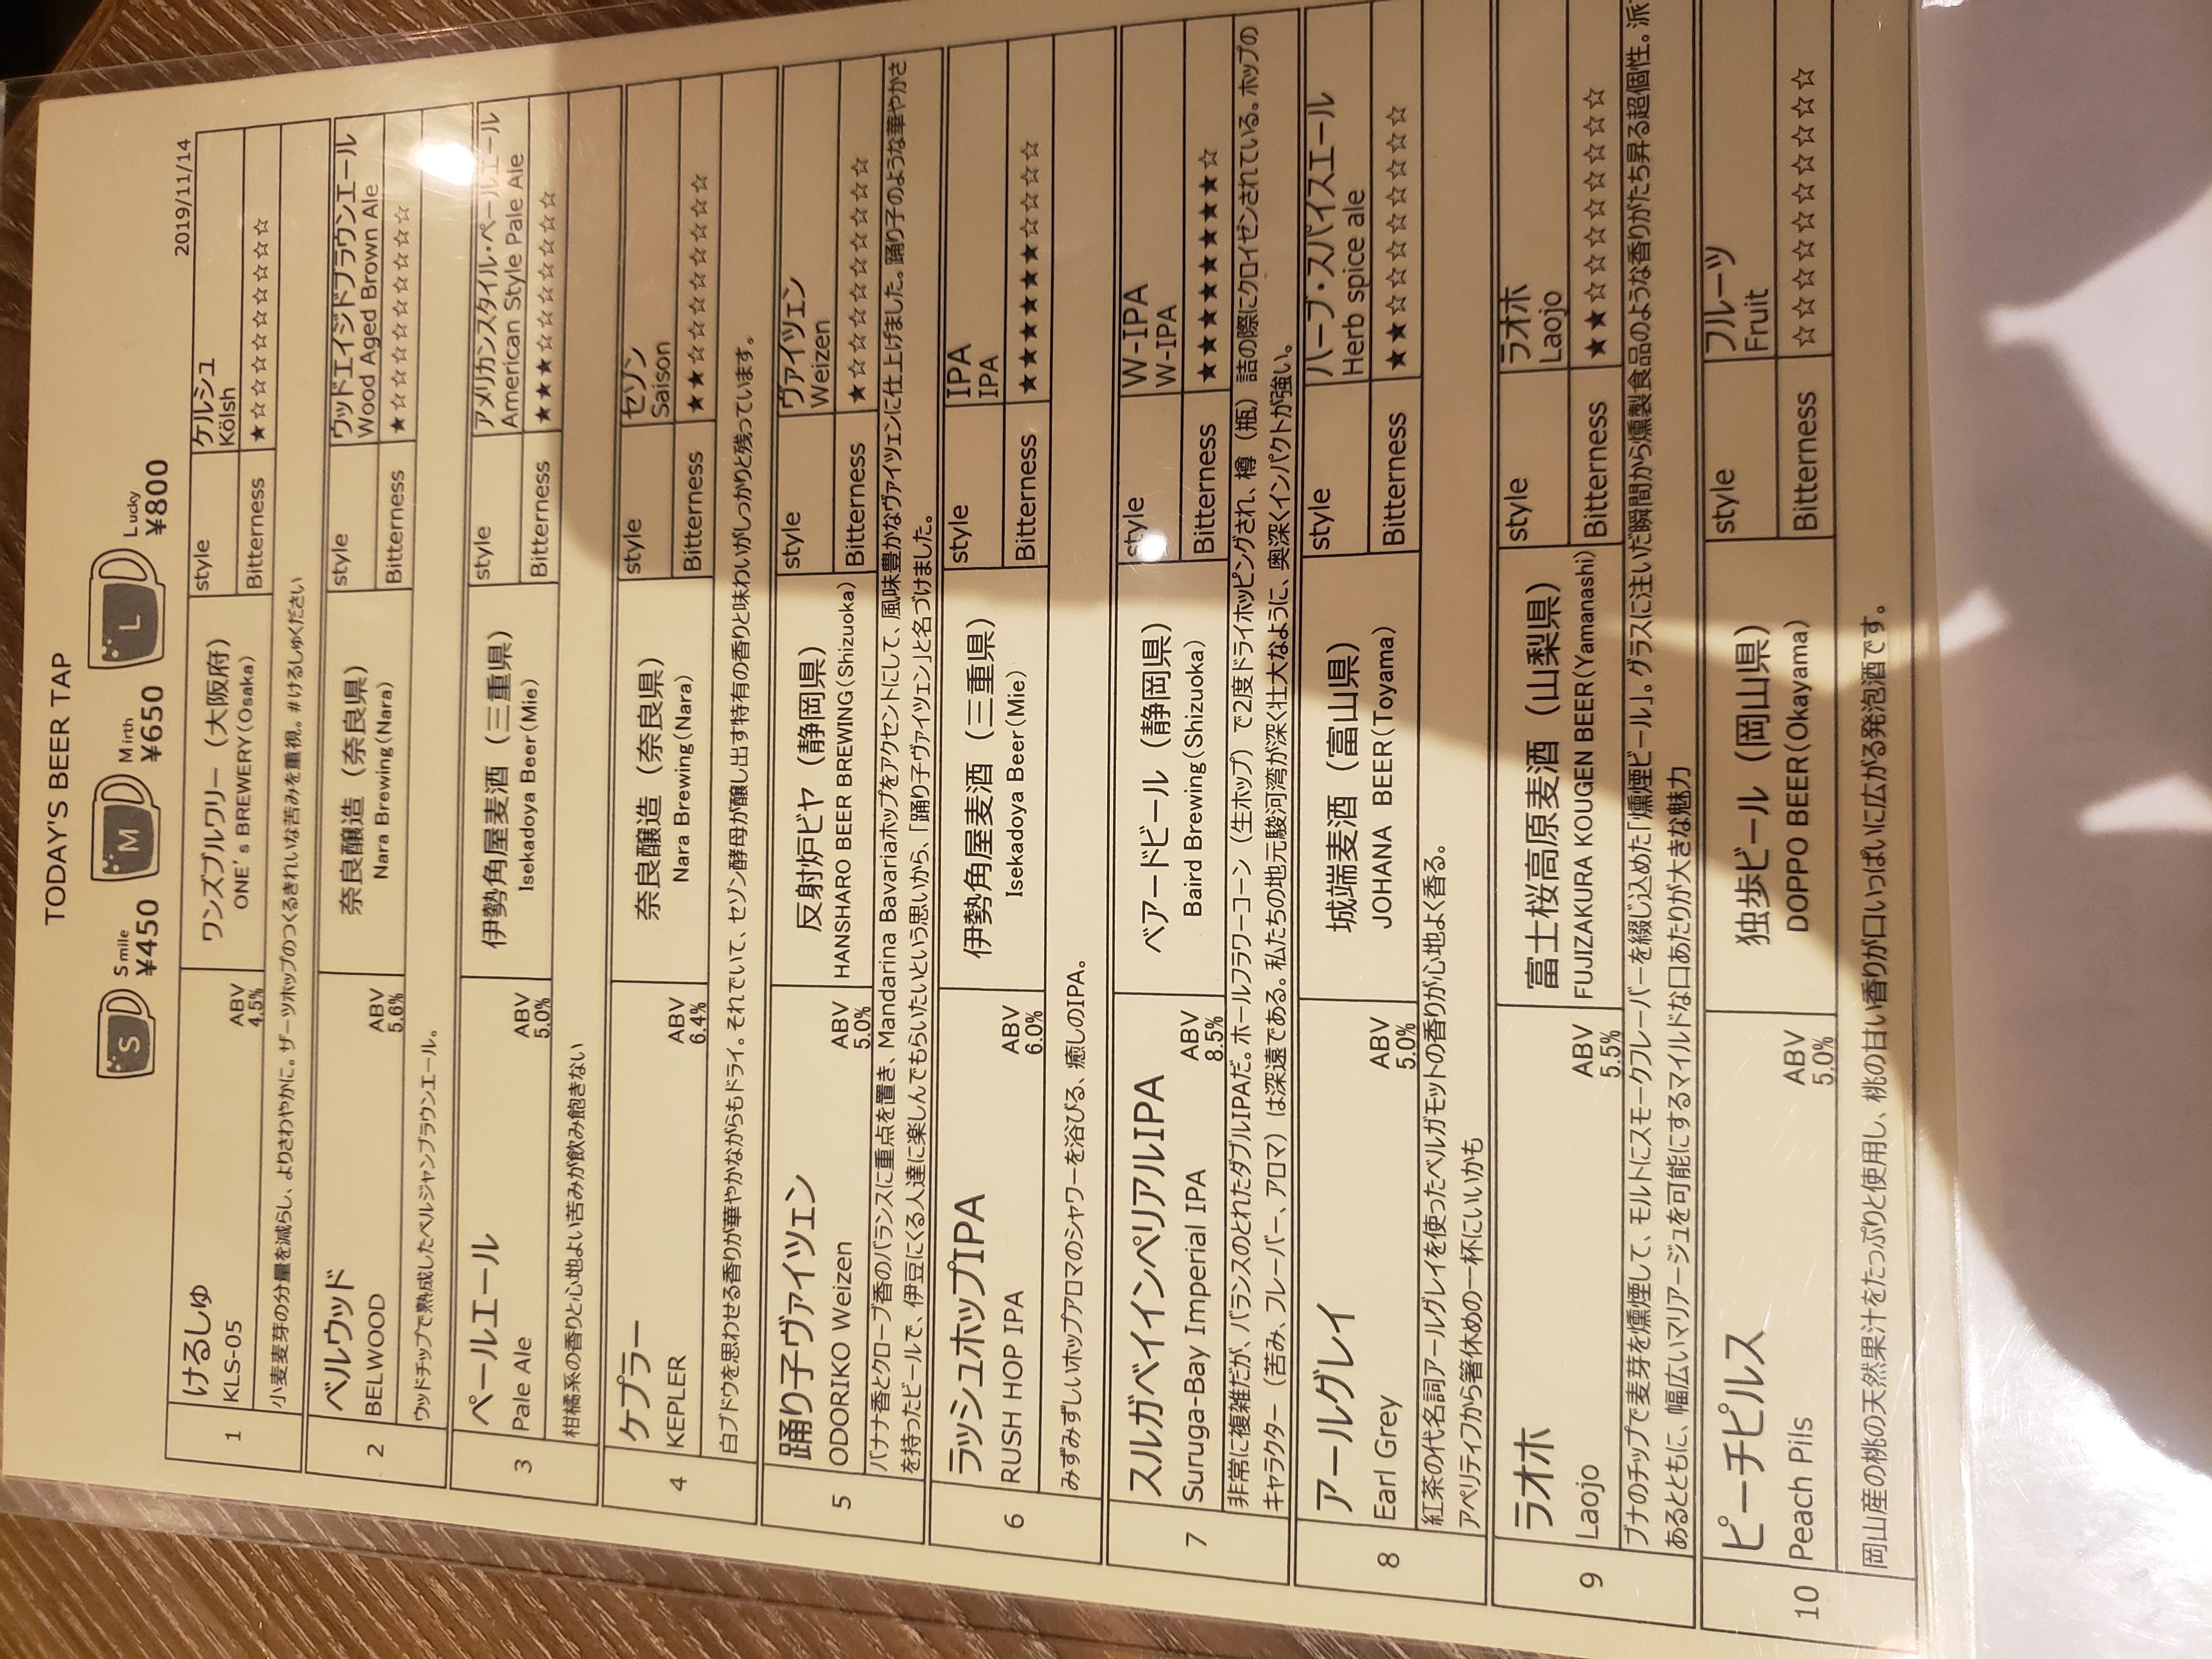 TODAY'S BEER TAP
S Smile ¥450 M Mirth ¥650 L Lucky ¥800
2019/11/14
1 けるしゅ ワンズブルワリー（大阪府） style ケルシュ
KLS-05 ABV 4.5% ONE's BREWERY(Osaka) Kölsh
Bitterness ★☆☆☆☆☆☆☆☆☆
小麦麦芽の分量を減らし、よりさわやかに。ザーツホップのつくるきれいな苦みを重視。#けるしゅください
2 ベルウッド 奈良醸造（奈良県） style ウッドエイジドブラウンエール
BELWOOD ABV 5.6% Nara Brewing(Nara) Wood Aged Brown Ale
Bitterness ★☆☆☆☆☆☆☆☆☆
ウッドチップで熟成したベルジャンブラウンエール。
3 ペールエール 伊勢角屋麦酒（三重県） style アメリカンスタイル・ペールエール
Pale Ale ABV 5.0% Isekadoya Beer(Mie) American Style Pale Ale
Bitterness ★★★☆☆☆☆☆☆☆
柑橘系の香りと心地よい苦みが飲み飽きない
4 ケプラー 奈良醸造（奈良県） style セゾン
KEPLER ABV 6.4% Nara Brewing(Nara) Saison
Bitterness ★★☆☆☆☆☆☆☆☆
白ブドウを思わせる香りが華やかながらもドライ。それでいて、セゾン酵母が醸し出す特有の香りと味わいがしっかりと残っています。
5 踊り子ヴァイツェン 反射炉ビヤ（静岡県） style ヴァイツェン
ODORIKO Weizen ABV 5.0% HANSHARO BEER BREWING(Shizuoka) Weizen
Bitterness ★☆☆☆☆☆☆☆☆☆
バナナ香とクローブ香のバランスに重点を置き、Mandarina Bavariaホップをアクセントにして、風味豊かなヴァイツェンに仕上げました。踊り子のような華やかさ
を持ったビールで、伊豆にくる人達に楽しんでもらいたいという思いから、「踊り子ヴァイツェン」と名づけました。
6 ラッシュホップIPA 伊勢角屋麦酒（三重県） style IPA
RUSH HOP IPA ABV 6.0% Isekadoya Beer(Mie) IPA
Bitterness ★★★★★★☆☆☆☆
みずみずしいホップアロマのシャワーを浴びる、癒しのIPA。
7 スルガベイインペリアルIPA ベアードビール（静岡県） style W-IPA
Suruga-Bay Imperial IPA ABV 8.5% Baird Brewing(Shizuoka) W-IPA
Bitterness ★★★★★★★★★☆
非常に複雑だが、バランスのとれたダブルIPAだ。ホールフラワーコーン（生ホップ）で2度ドライホッピングされ、樽（瓶）詰の際にクロイゼンされている。ホップの
キャラクター（苦み、フレーバー、アロマ）は深遠である。私たちの地元駿河湾が深く壮大なように、奥深くインパクトが強い。
8 アールグレイ 城端麦酒（富山県） style ハーブ・スパイスエール
Earl Grey ABV 5.0% JOHANA BEER(Toyama) Herb spice ale
Bitterness ★★☆☆☆☆☆☆☆☆
紅茶の代名詞アールグレイを使ったベルガモットの香りが心地よく香る。
アペリティフから箸休めの一杯にいいかも
9 ラオホ 富士桜高原麦酒（山梨県） style ラオホ
Laojo ABV 5.5% FUJIZAKURA KOUGEN BEER(Yamanashi) Laojo
Bitterness ★★☆☆☆☆☆☆☆☆
ブナのチップで麦芽を燻煙して、モルトにスモークフレーバーを綴じ込めた「燻煙ビール」。グラスに注いだ瞬間から燻製食品のような香りがたち昇る超個性。派
あるとともに、幅広いマリアージュを可能にするマイルドな口あたりが大きな魅力
10 ピーチピルス 独歩ビール（岡山県） style フルーツ
Peach Pils ABV 5.0% DOPPO BEER(Okayama) Fruit
Bitterness ☆☆☆☆☆☆☆☆☆☆
岡山産の桃の天然果汁をたっぷりと使用し、桃の甘い香りが口いっぱいに広がる発泡酒です。